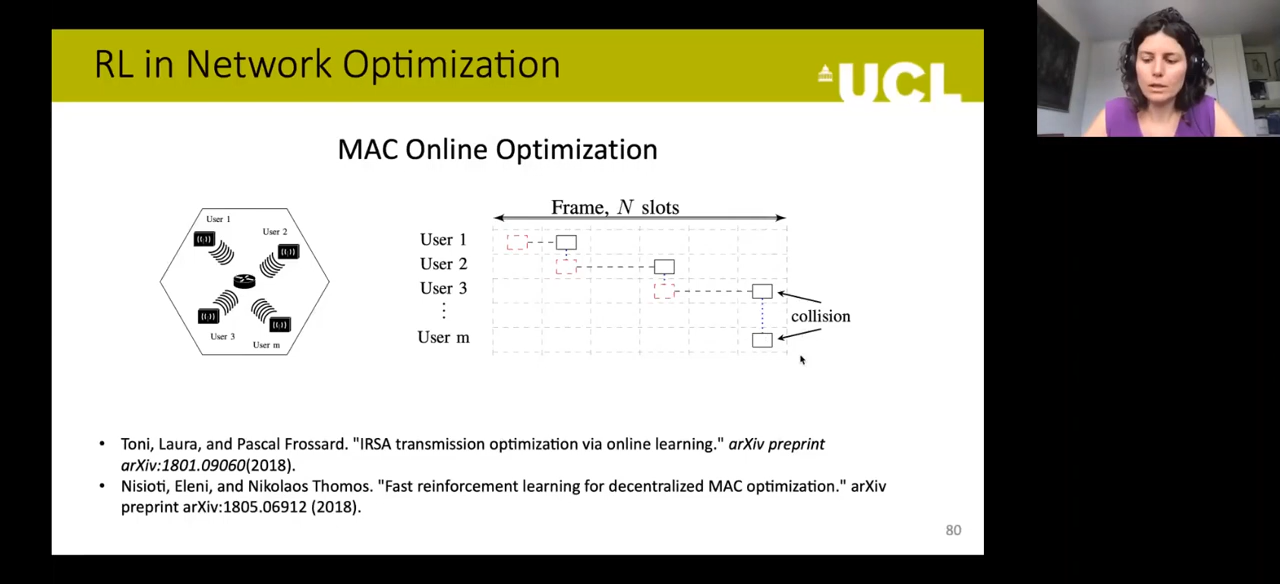 RL in Network Optimization
UCL
MAC Online Optimization
User 1
User 2
User 3
User m
Frame, N slots
User 1
User 2
User 3
⋮
User m
collision
• Toni, Laura, and Pascal Frossard. "IRSA transmission optimization via online learning." arXiv preprint
arXiv:1801.09060(2018).
• Nisioti, Eleni, and Nikolaos Thomos. "Fast reinforcement learning for decentralized MAC optimization." arXiv
preprint arXiv:1805.06912 (2018).
80